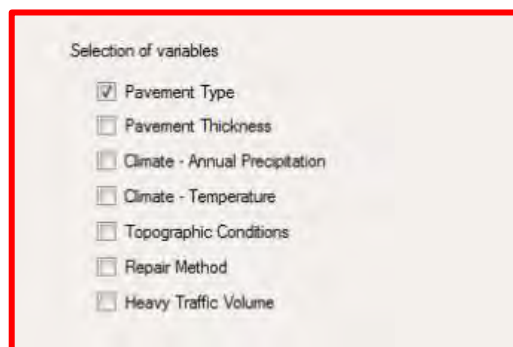 Selection of variables
Pavement Type
Pavement Thickness
Climate - Annual Precipitation
Climate - Temperature
Topographic Conditions
Repair Method
Heavy Traffic Volume